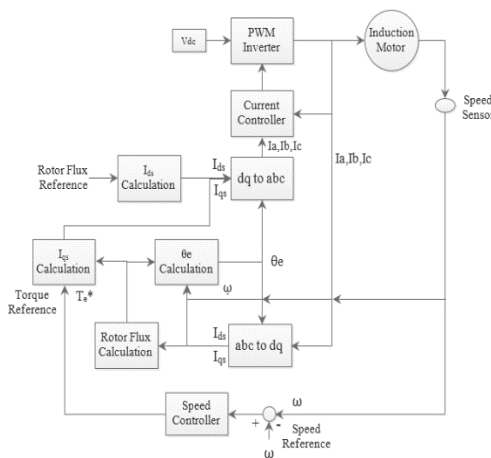 Vdc
PWM
Inverter
Induction
Motor
Speed
Sensor
Current
Controller
Ia,Ib,Ic
Ia,Ib,Ic
Rotor Flux
Reference
Ids
Calculation
Ids
Iqs
dq to abc
Iqs
Calculation
θe
Calculation
θe
Torque
Reference
Te*
ω
Rotor Flux
Calculation
Ids
Iqs
abc to dq
Speed
Controller
+
-
ω
Speed
Reference
ω